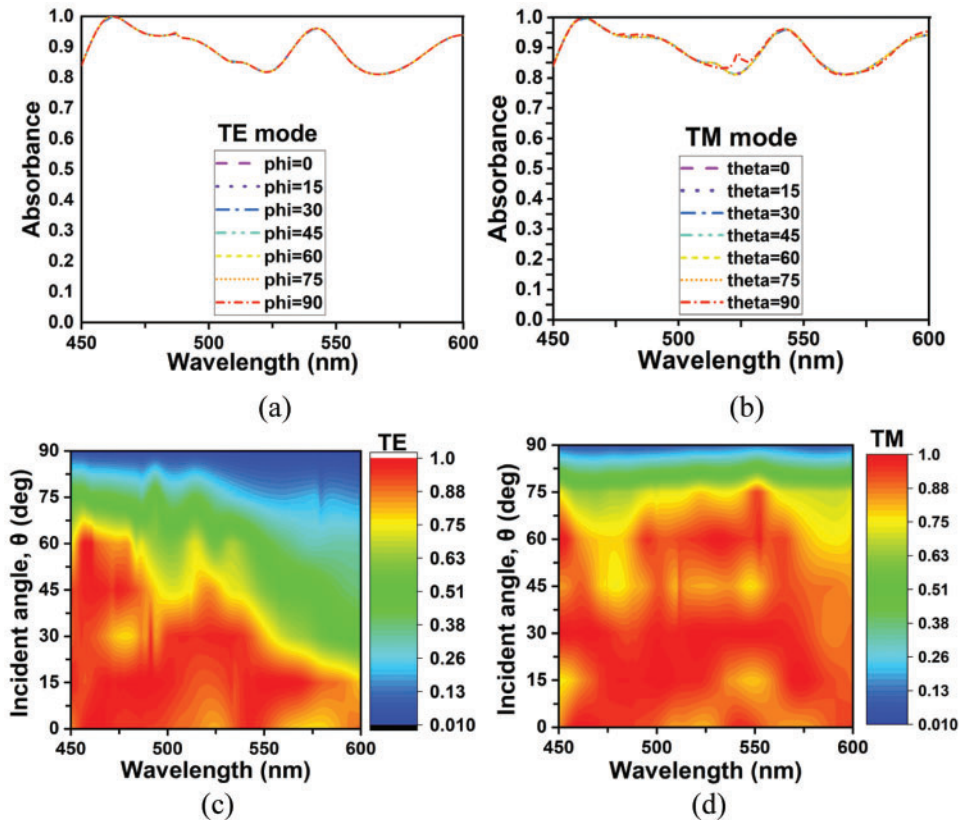 1.0
0.9
0.8
0.7
0.6
0.5
0.4
0.3
0.2
0.1
0.0
Absorbance
TE mode
phi=0
phi=15
phi=30
phi=45
phi=60
phi=75
phi=90
450 500 550 600
Wavelength (nm)
(a)
1.0
0.9
0.8
0.7
0.6
0.5
0.4
0.3
0.2
0.1
0.0
Absorbance
TM mode
theta=0
theta=15
theta=30
theta=45
theta=60
theta=75
theta=90
450 500 550 600
Wavelength (nm)
(b)
TE
90
75
60
45
30
15
0
Incident angle, θ (deg)
450 500 550 600
Wavelength (nm)
1.0
0.88
0.75
0.63
0.51
0.38
0.26
0.13
0.010
(c)
TM
90
75
60
45
30
15
0
Incident angle, θ (deg)
450 500 550 600
Wavelength (nm)
1.0
0.88
0.75
0.63
0.51
0.38
0.26
0.13
0.010
(d)